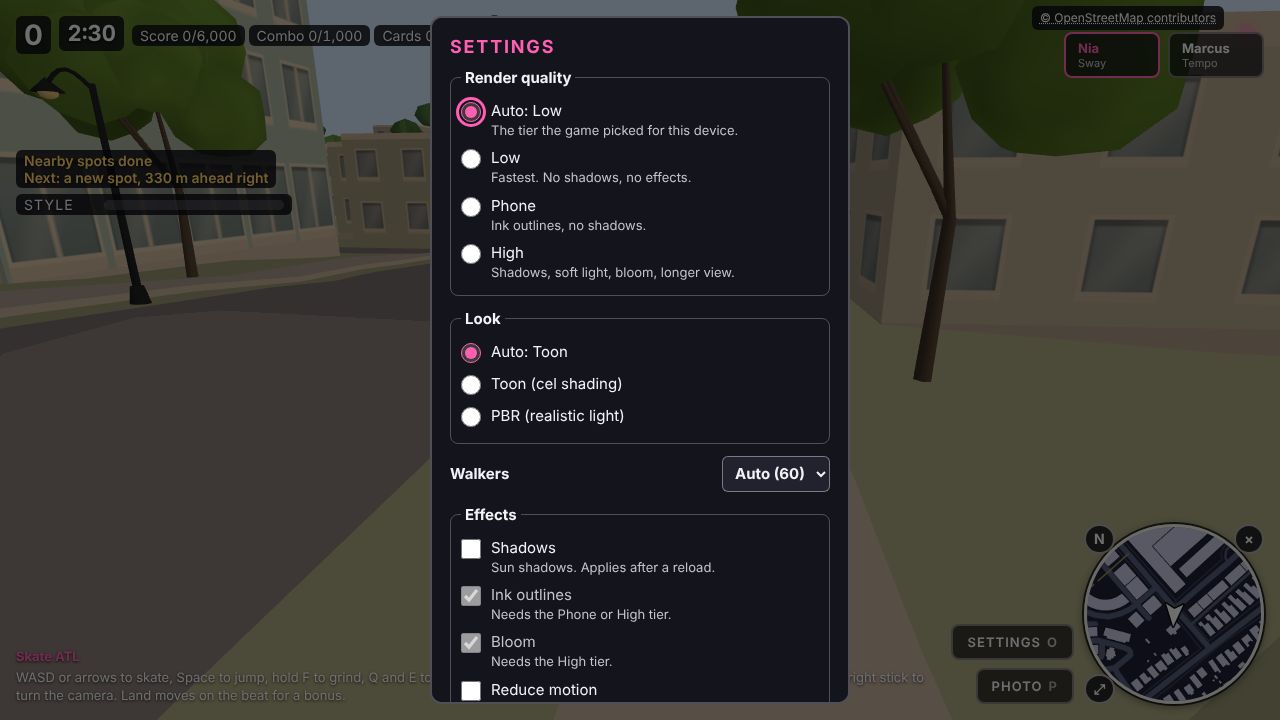 0
2:30
Score 0/6,000
Combo 0/1,000
Cards 0
© OpenStreetMap contributors
Nia
Sway
Marcus
Tempo
Nearby spots done
Next: a new spot, 330 m ahead right
STYLE
SETTINGS
Render quality
Auto: Low
The tier the game picked for this device.
Low
Fastest. No shadows, no effects.
Phone
Ink outlines, no shadows.
High
Shadows, soft light, bloom, longer view.
Look
Auto: Toon
Toon (cel shading)
PBR (realistic light)
Walkers
Auto (60)
Effects
Shadows
Sun shadows. Applies after a reload.
Ink outlines
Needs the Phone or High tier.
Bloom
Needs the High tier.
Reduce motion
N
×
SETTINGS O
PHOTO P
Skate ATL
WASD or arrows to skate, Space to jump, hold F to grind, Q and E to
right stick to
turn the camera. Land moves on the beat for a bonus.